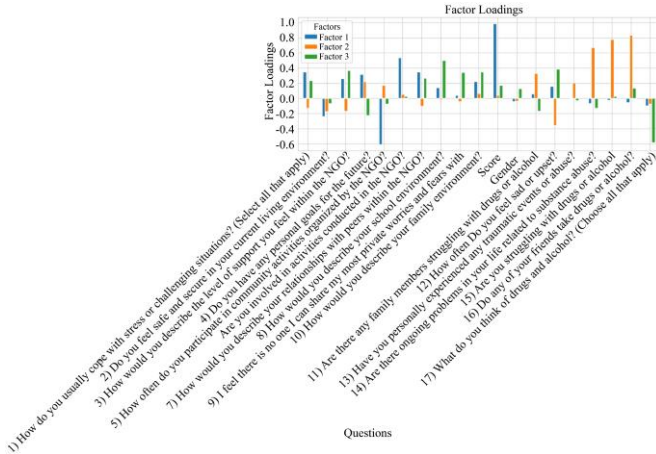 Factor Loadings
1.0
0.8
0.6
0.4
0.2
0.0
-0.2
-0.4
-0.6
Factor Loadings
Factors
Factor 1
Factor 2
Factor 3
1) How do you usually cope with stress or challenging situations? (Select all that apply)
2) Do you feel safe and secure in your current living environment?
3) How would you describe the level of support you feel within the NGO?
4) Do you have any personal goals for the future?
5) How often do you participate in community activities organized by the NGO?
Are you involved in activities conducted in the NGO
7) How would you describe your relationships with peers within the NGO?
8) How would you describe your school environment?
9) I feel there is no one I can share my most private worries and fears with
10) How would you describe your family environment?
Score
Gender
11) Are there any family members struggling with drugs or alcohol
12) How often Do you feel sad or upset?
13) Have you personally experienced any traumatic events or abuse?
14) Are there ongoing problems in your life related to substance abuse?
15) Are you struggling with drugs or alcohol
16) Do any of your friends take drugs or alcohol?
17) What do you think of drugs and alcohol? (Choose all that apply)
Questions